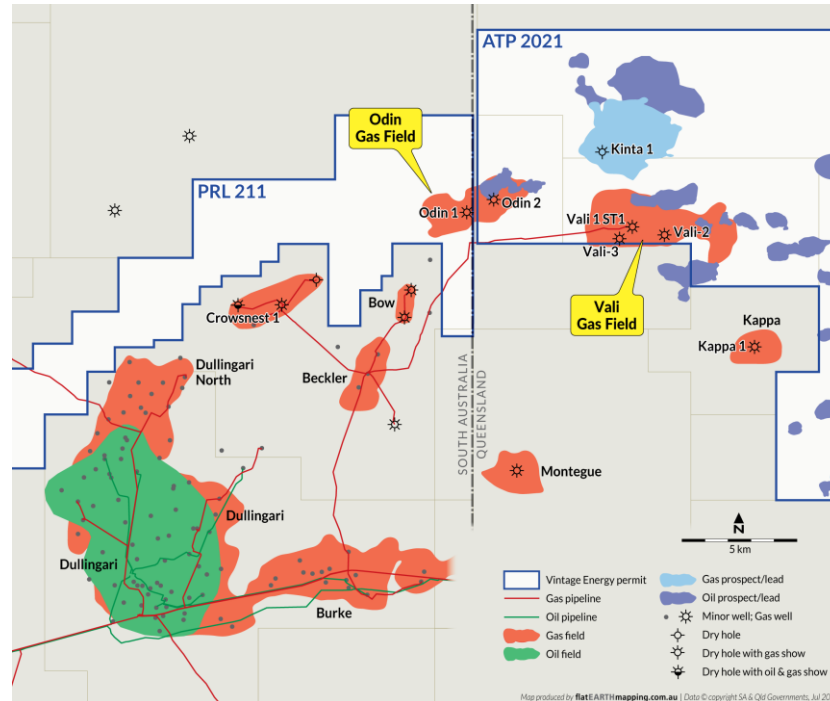 ATP 2021
Odin
Gas Field
Kinta 1
PRL 211
Odin 1
Odin 2
Vali 1 ST1
Vali-2
Vali-3
Vali
Gas Field
Crowsnest 1
Bow
Kappa
Kappa 1
Dullingari
North
Beckler
SOUTH AUSTRALIA
QUEENSLAND
Montegue
Dullingari
Dullingari
Burke
N
5 km
Vintage Energy permit
Gas pipeline
Oil pipeline
Gas field
Oil field
Gas prospect/lead
Oil prospect/lead
Minor well; Gas well
Dry hole
Dry hole with gas show
Dry hole with oil & gas show
Map produced by flatEARTHmapping.com.au | Data © copyright SA & Qld Governments, Jul 20